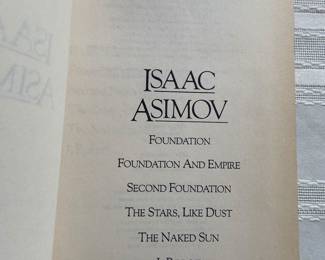 ISAAC
ASIMOV
FOUNDATION
FOUNDATION AND EMPIRE
SECOND FOUNDATION
THE STARS, LIKE DUST
THE NAKED SUN